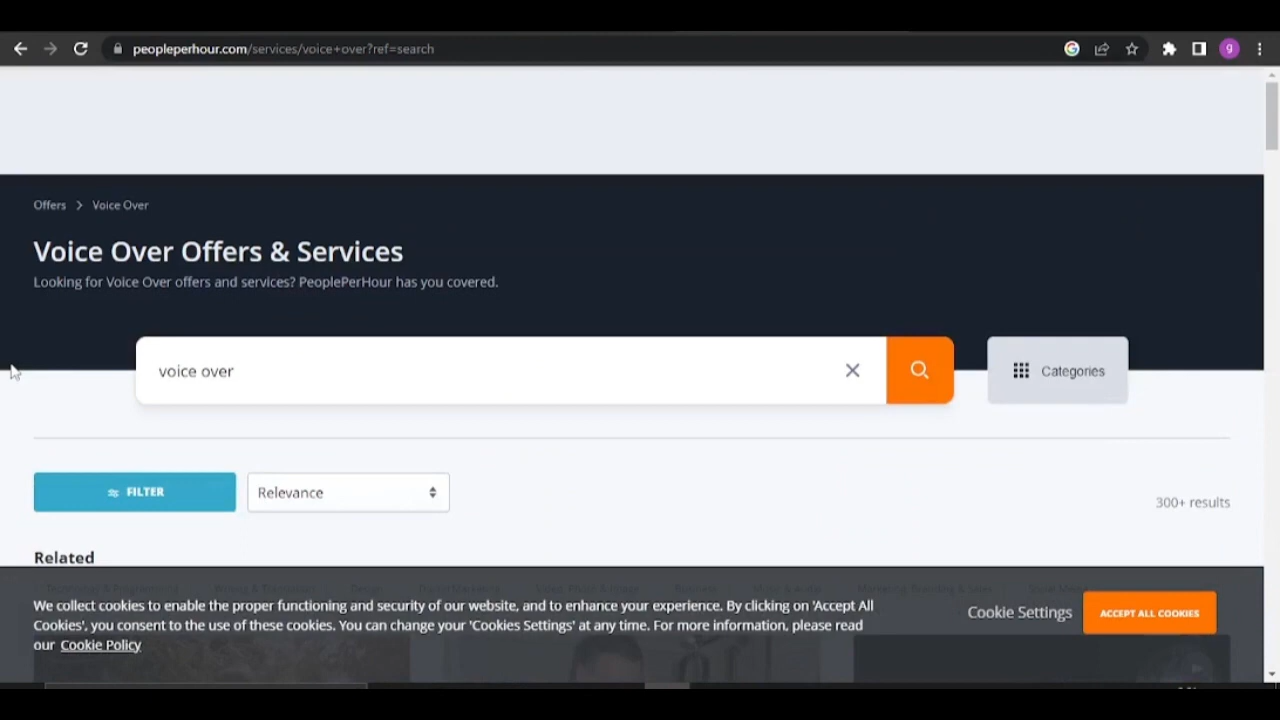 peopleperhour.com/services/voice+over?ref=search
g
Offers > Voice Over
Voice Over Offers & Services
Looking for Voice Over offers and services? PeoplePerHour has you covered.
voice over
Categories
FILTER
Relevance
300+ results
Related
We collect cookies to enable the proper functioning and security of our website, and to enhance your experience. By clicking on 'Accept All
Cookies', you consent to the use of these cookies. You can change your 'Cookies Settings' at any time. For more information, please read
our Cookie Policy
Cookie Settings
ACCEPT ALL COOKIES